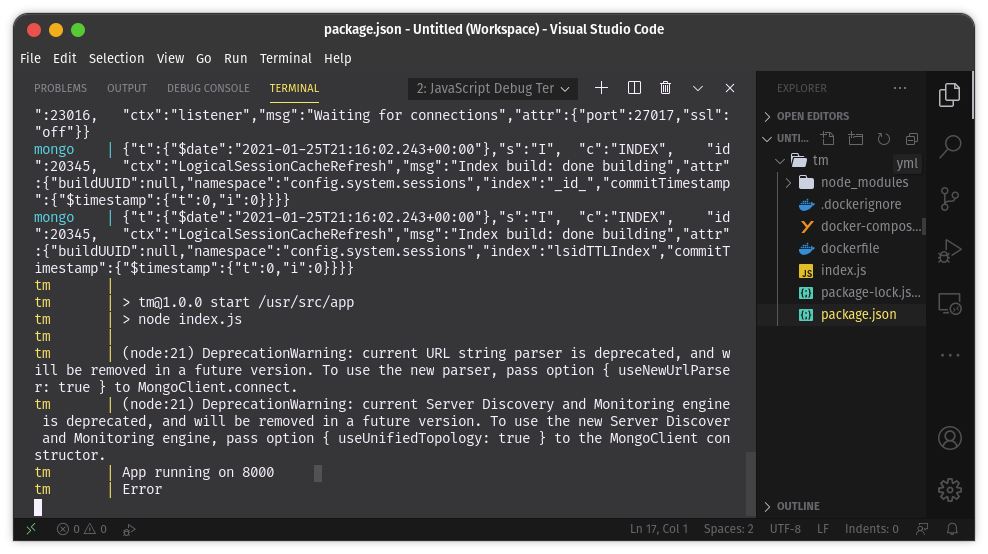 package.json - Untitled (Workspace) - Visual Studio Code
File Edit Selection View Go Run Terminal Help
PROBLEMS OUTPUT DEBUG CONSOLE TERMINAL 2: JavaScript Debug Ter
":23016,   "ctx":"listener","msg":"Waiting for connections","attr":{"port":27017,"ssl":
"off"}}
mongo    | {"t":{"$date":"2021-01-25T21:16:02.243+00:00"},"s":"I",  "c":"INDEX",    "id
":20345,   "ctx":"LogicalSessionCacheRefresh","msg":"Index build: done building","attr"
:{"buildUUID":null,"namespace":"config.system.sessions","index":"_id_","commitTimestamp
":{"$timestamp":{"t":0,"i":0}}}}
mongo    | {"t":{"$date":"2021-01-25T21:16:02.243+00:00"},"s":"I",  "c":"INDEX",    "id
":20345,   "ctx":"LogicalSessionCacheRefresh","msg":"Index build: done building","attr"
:{"buildUUID":null,"namespace":"config.system.sessions","index":"lsidTTLIndex","commitT
imestamp":{"$timestamp":{"t":0,"i":0}}}}
tm       |
tm       | > tm@1.0.0 start /usr/src/app
tm       | > node index.js
tm       |
tm       | (node:21) DeprecationWarning: current URL string parser is deprecated, and w
ill be removed in a future version. To use the new parser, pass option { useNewUrlParse
r: true } to MongoClient.connect.
tm       | (node:21) DeprecationWarning: current Server Discovery and Monitoring engine
 is deprecated, and will be removed in a future version. To use the new Server Discover
 and Monitoring engine, pass option { useUnifiedTopology: true } to the MongoClient con
structor.
tm       | App running on 8000
tm       | Error
EXPLORER ...
OPEN EDITORS
UNTI...
tm
yml
node_modules
.dockerignore
docker-compos...
dockerfile
JS index.js
package-lock.js...
package.json
OUTLINE
0 0 Ln 17, Col 1 Spaces: 2 UTF-8 LF Indents: 0